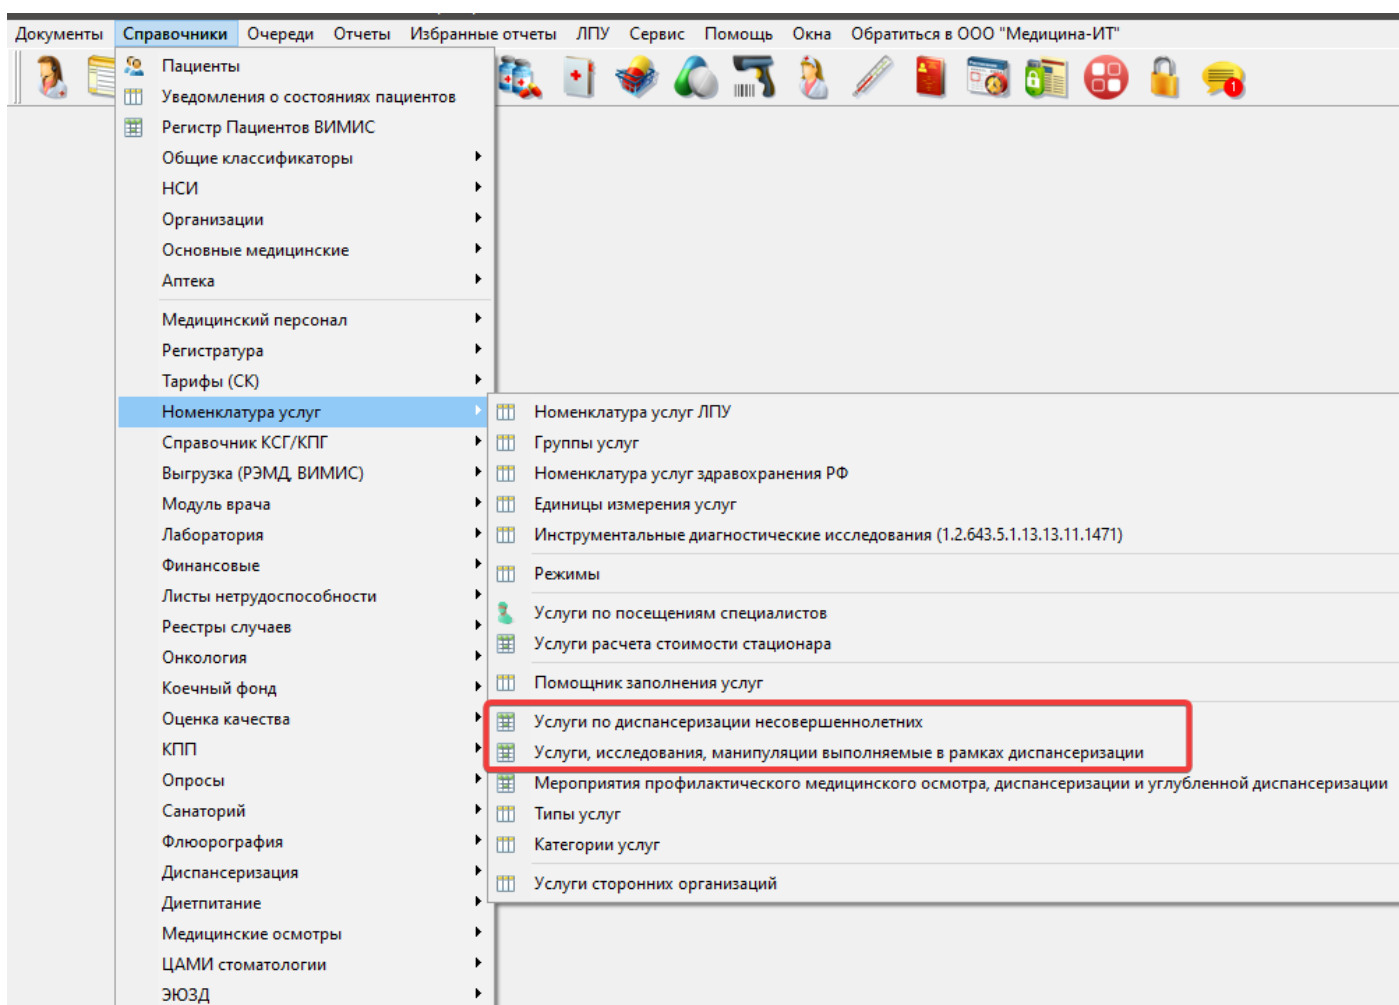 Документы Справочники Очереди Отчеты Избранные отчеты ЛПУ Сервис Помощь Окна Обратиться в ООО "Медицина-ИТ"
1
Пациенты
Уведомления о состояниях пациентов
Регистр Пациентов ВИМИС
Общие классификаторы
НСИ
Организации
Основные медицинские
Аптека
Медицинский персонал
Регистратура
Тарифы (СК)
Номенклатура услуг
Справочник КСГ/КПГ
Выгрузка (РЭМД, ВИМИС)
Модуль врача
Лаборатория
Финансовые
Листы нетрудоспособности
Реестры случаев
Онкология
Коечный фонд
Оценка качества
КПП
Опросы
Санаторий
Флюорография
Диспансеризация
Диетпитание
Медицинские осмотры
ЦАМИ стоматологии
ЭЮЗД
Номенклатура услуг ЛПУ
Группы услуг
Номенклатура услуг здравохранения РФ
Единицы измерения услуг
Инструментальные диагностические исследования (1.2.643.5.1.13.13.11.1471)
Режимы
Услуги по посещениям специалистов
Услуги расчета стоимости стационара
Помощник заполнения услуг
Услуги по диспансеризации несовершеннолетних
Услуги, исследования, манипуляции выполняемые в рамках диспансеризации
Мероприятия профилактического медицинского осмотра, диспансеризации и углубленной диспансеризации
Типы услуг
Категории услуг
Услуги сторонних организаций